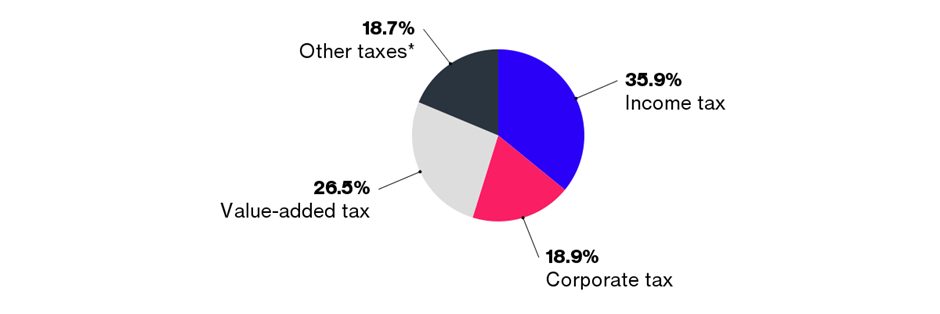 18.7%
Other taxes*
35.9%
Income tax
26.5%
Value-added tax
18.9%
Corporate tax